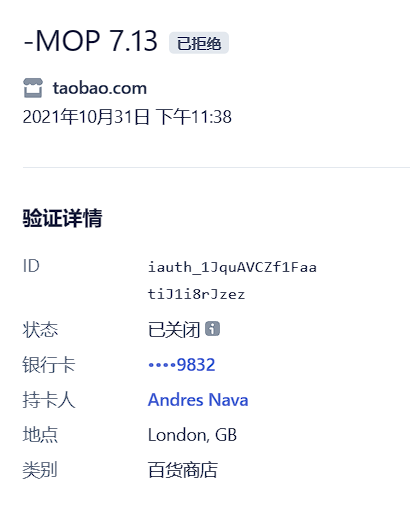 -MOP 7.13 已拒绝
taobao.com
2021年10月31日 下午11:38
验证详情
ID iauth_1JquAVCZf1Faa
tiJ1i8rJzez
状态 已关闭
银行卡 ••••9832
持卡人 Andres Nava
地点 London, GB
类别 百货商店